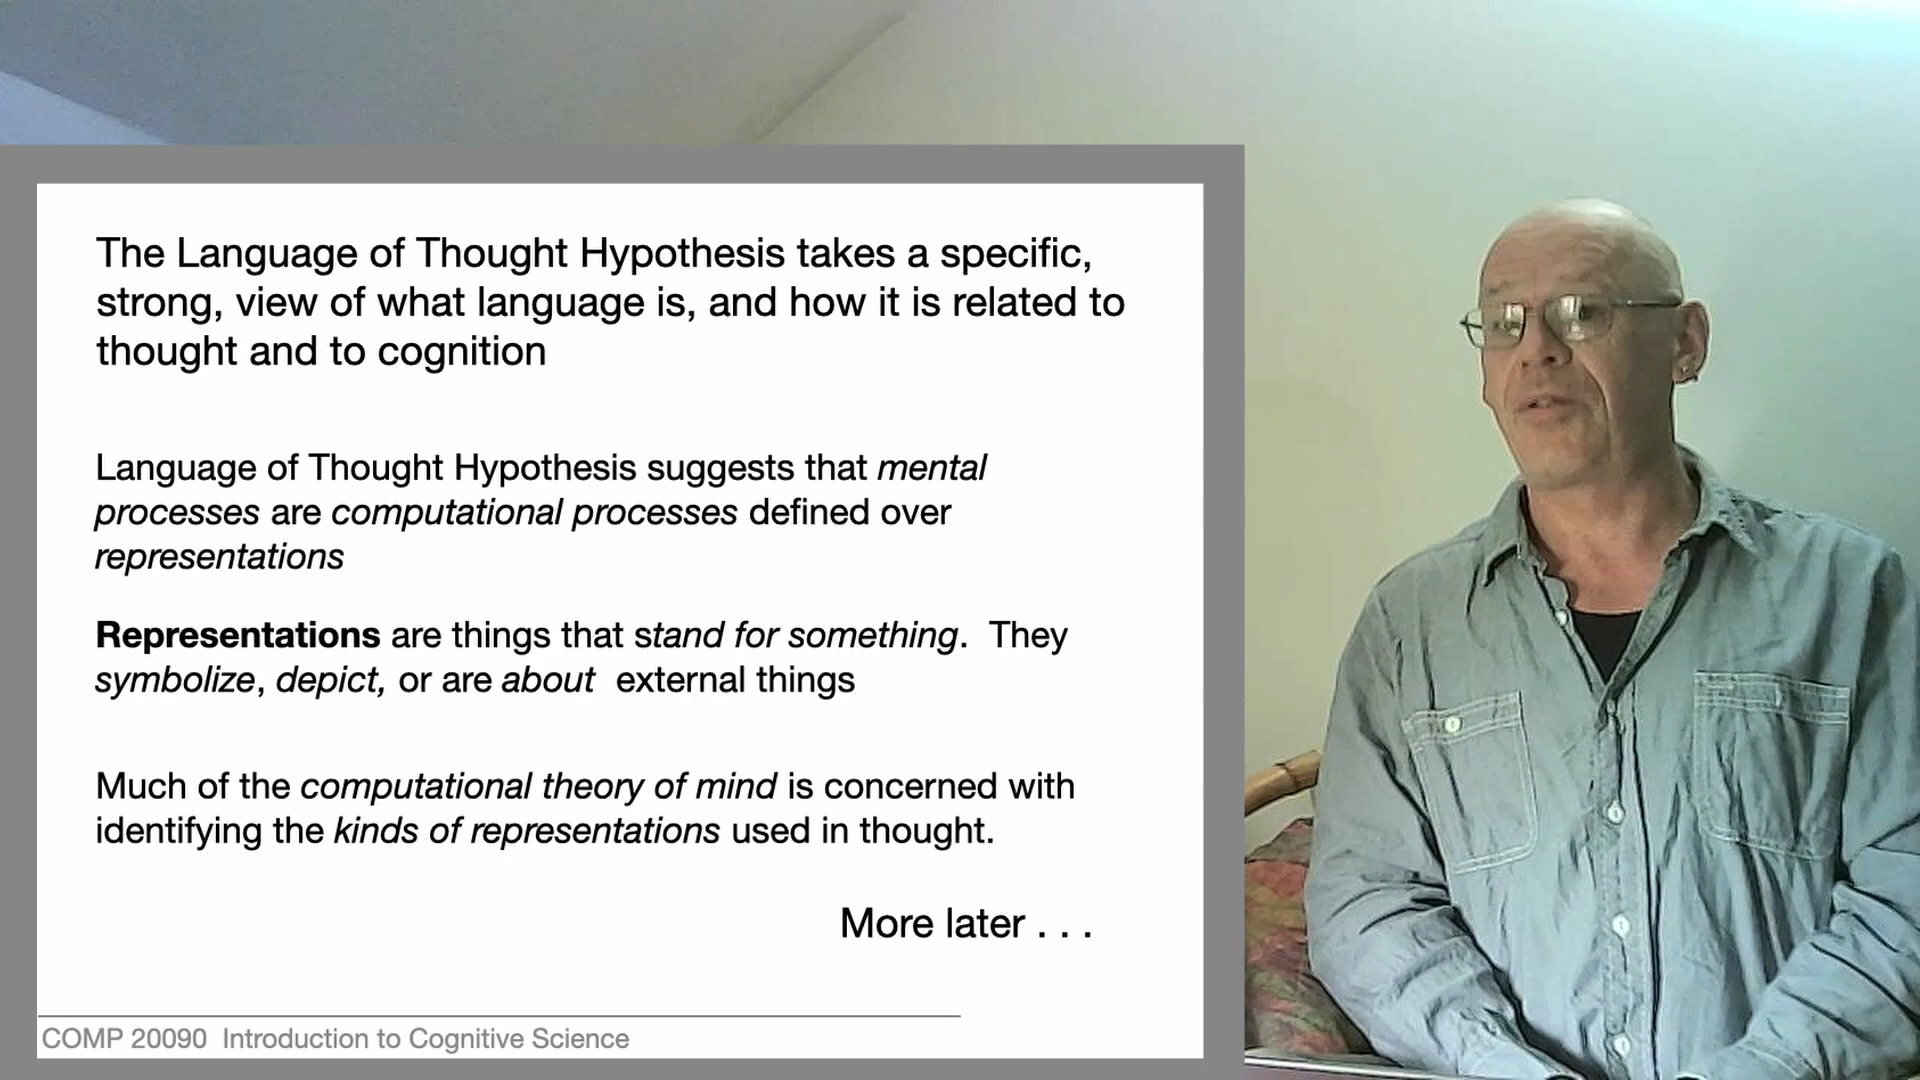 The Language of Thought Hypothesis takes a specific,
strong, view of what language is, and how it is related to
thought and to cognition
Language of Thought Hypothesis suggests that mental
processes are computational processes defined over
representations
Representations are things that stand for something. They
symbolize, depict, or are about external things
Much of the computational theory of mind is concerned with
identifying the kinds of representations used in thought.
More later . . .
COMP 20090 Introduction to Cognitive Science